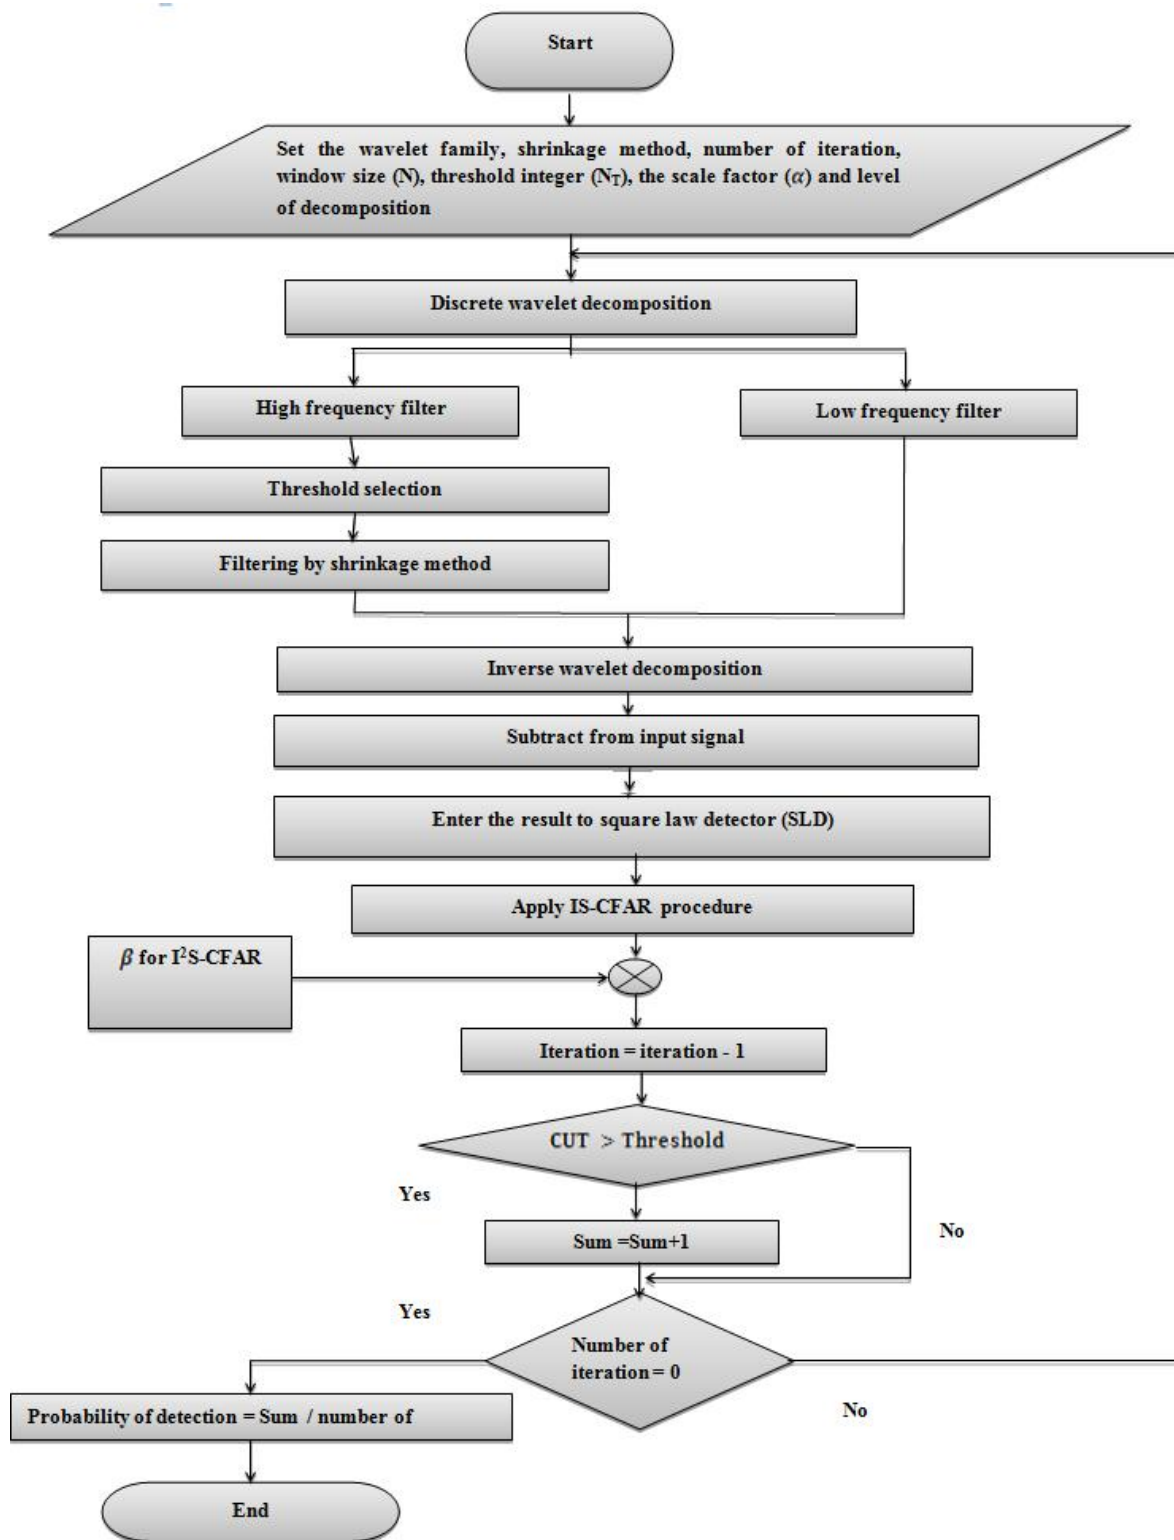 Start
Set the wavelet family, shrinkage method, number of iteration,
window size (N), threshold integer (N_T), the scale factor (α) and level
of decomposition
Discrete wavelet decomposition
High frequency filter
Low frequency filter
Threshold selection
Filtering by shrinkage method
Inverse wavelet decomposition
Subtract from input signal
Enter the result to square law detector (SLD)
Apply IS-CFAR procedure
β for I²S-CFAR
Iteration = iteration - 1
CUT > Threshold
Yes
Sum =Sum+1
No
Yes
Number of
iteration = 0
No
Probability of detection = Sum / number of
End